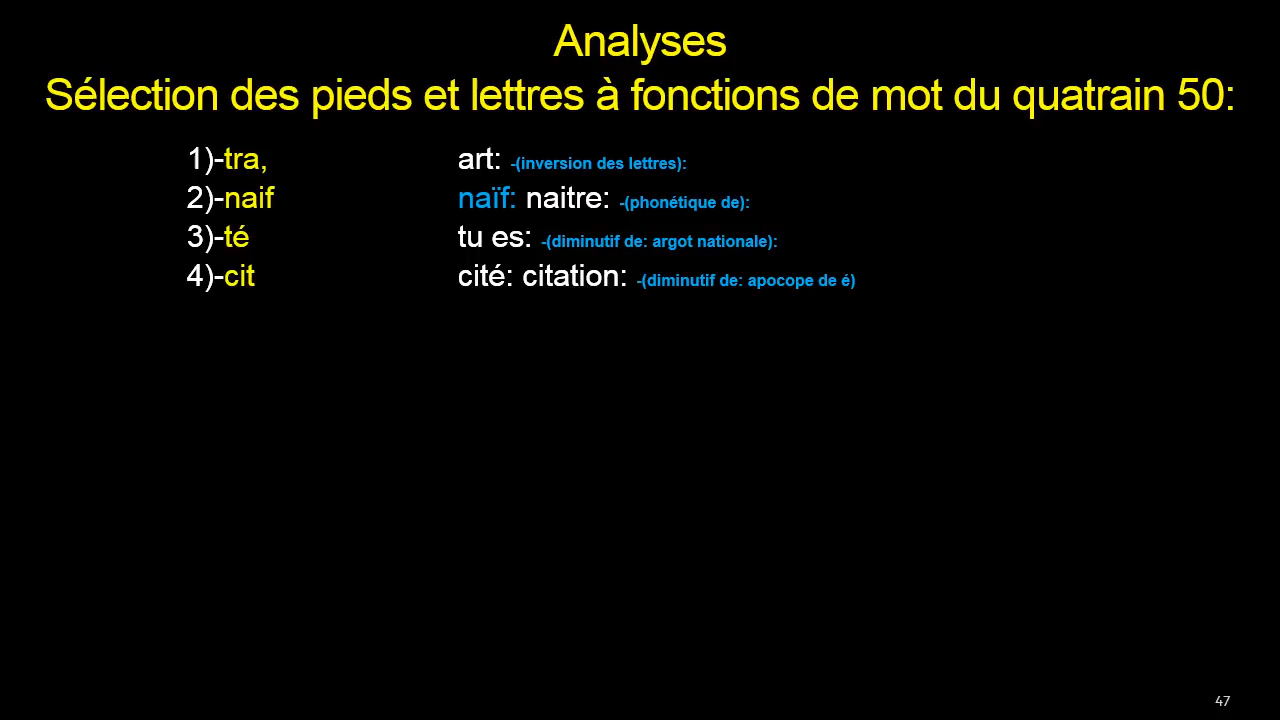 Analyses
Sélection des pieds et lettres à fonctions de mot du quatrain 50:
1)-tra, art: -(inversion des lettres):
2)-naif naïf: naitre: -(phonétique de):
3)-té tu es: -(diminutif de: argot nationale):
4)-cit cité: citation: -(diminutif de: apocope de é)
47